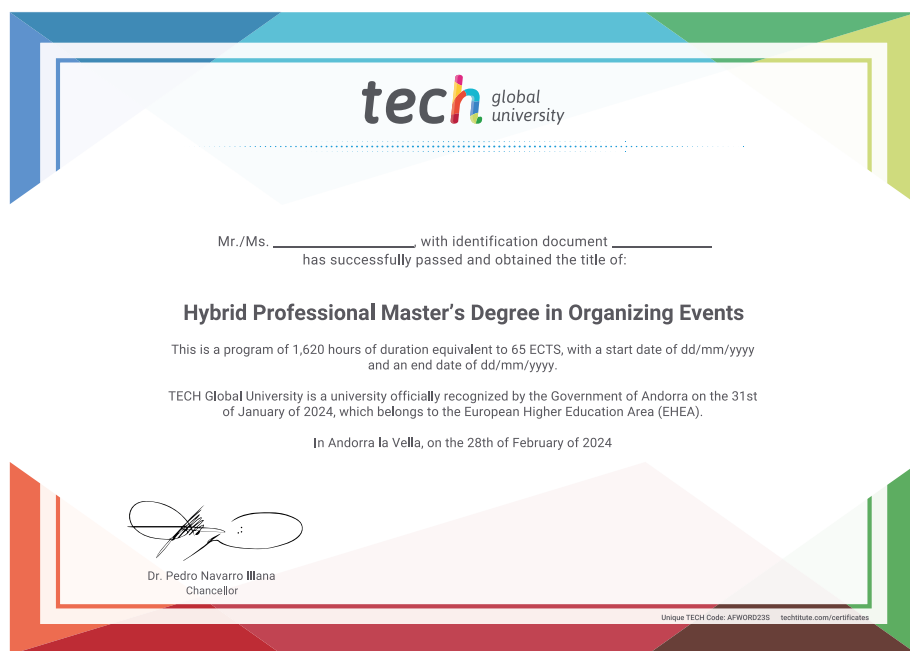 tech global university
Mr./Ms. ________________, with identification document ___________
has successfully passed and obtained the title of:
Hybrid Professional Master’s Degree in Organizing Events
This is a program of 1,620 hours of duration equivalent to 65 ECTS, with a start date of dd/mm/yyyy
and an end date of dd/mm/yyyy.
TECH Global University is a university officially recognized by the Government of Andorra on the 31st
of January of 2024, which belongs to the European Higher Education Area (EHEA).
In Andorra la Vella, on the 28th of February of 2024
Dr. Pedro Navarro Illana
Chancellor
Unique TECH Code: AFWORD23S techtitute.com/certificates